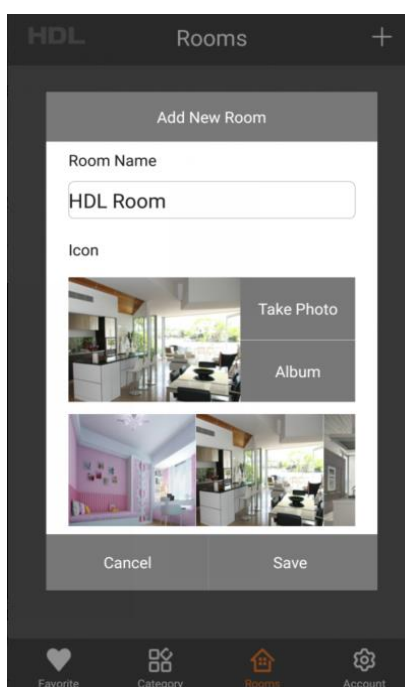 HDL Rooms +
Add New Room
Room Name
HDL Room
Icon
Take Photo
Album
Cancel Save
Favorite Category Rooms Account